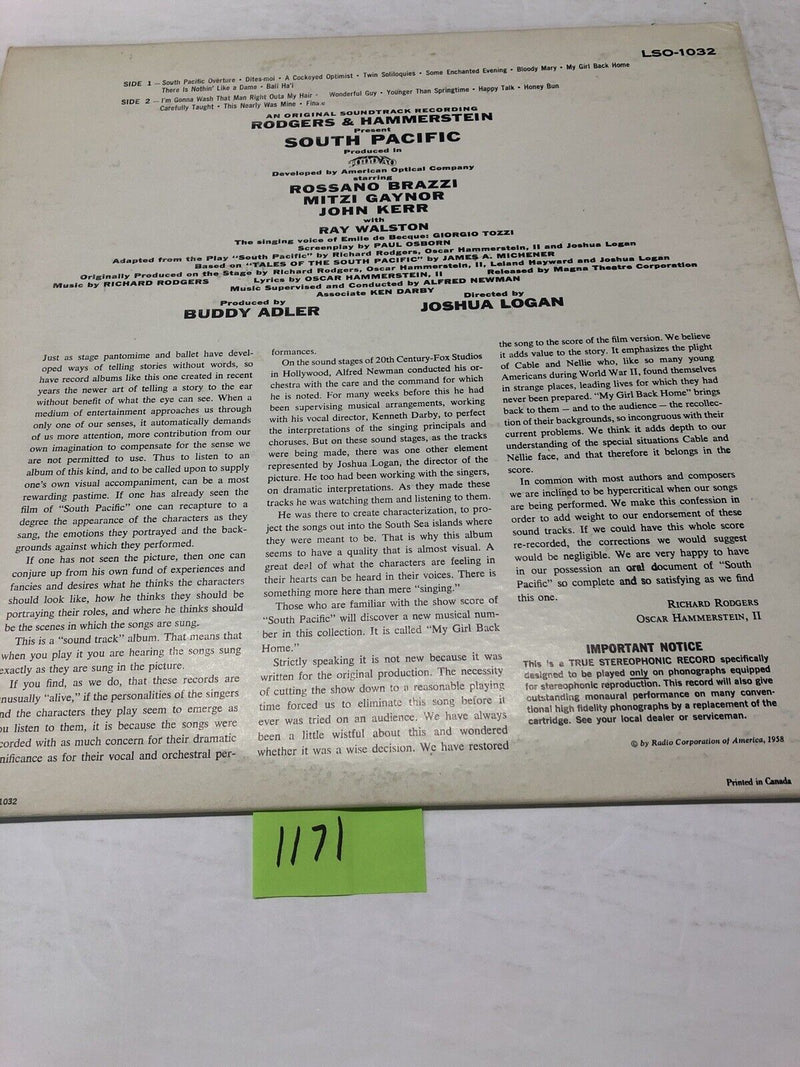 LSO-1032
SIDE 1 — South Pacific Overture • Dites-moi • A Cockeyed Optimist • Twin Soliloquies • Some Enchanted Evening • Bloody Mary • My Girl Back Home
There Is Nothin' Like a Dame • Bali Ha'i
SIDE 2 — I'm Gonna Wash That Man Right Outa My Hair • Wonderful Guy • Younger Than Springtime • Happy Talk • Honey Bun
Carefully Taught • This Nearly Was Mine • Finale
AN ORIGINAL SOUNDTRACK RECORDING
RODGERS & HAMMERSTEIN
Present
SOUTH PACIFIC
Produced in
TODD-AO
Developed by American Optical Company
starring
ROSSANO BRAZZI
MITZI GAYNOR
JOHN KERR
with
RAY WALSTON
The singing voice of Emile de Becque: GIORGIO TOZZI
Screenplay by PAUL OSBORN
Adapted from the Play "South Pacific" by Richard Rodgers, Oscar Hammerstein, II and Joshua Logan
Based on "TALES OF THE SOUTH PACIFIC" by JAMES A. MICHENER
Originally Produced on the Stage by Richard Rodgers, Oscar Hammerstein, II, Leland Hayward and Joshua Logan
Music by RICHARD RODGERS Lyrics by OSCAR HAMMERSTEIN, II Released by Magna Theatre Corporation
Music Supervised and Conducted by ALFRED NEWMAN
Associate KEN DARBY
Produced by
BUDDY ADLER
Directed by
JOSHUA LOGAN
Just as stage pantomime and ballet have devel-
oped ways of telling stories without words, so
have record albums like this one created in recent
years the newer art of telling a story to the ear
without benefit of what the eye can see. When a
medium of entertainment approaches us through
only one of our senses, it automatically demands
of us more attention, more contribution from our
own imagination to compensate for the sense we
are not permitted to use. Thus to listen to an
album of this kind, and to be called upon to supply
one's own visual accompaniment, can be a most
rewarding pastime. If one has already seen the
film of "South Pacific" one can recapture to a
degree the appearance of the characters as they
sang, the emotions they portrayed and the back-
grounds against which they performed.
If one has not seen the picture, then one can
conjure up from his own fund of experiences and
fancies and desires what he thinks the characters
should look like, how he thinks they should be
portraying their roles, and where he thinks should
be the scenes in which the songs are sung.
This is a "sound track" album. That means that
when you play it you are hearing the songs sung
exactly as they are sung in the picture.
If you find, as we do, that these records are
nusually "alive," if the personalities of the singers
nd the characters they play seem to emerge as
ou listen to them, it is because the songs were
corded with as much concern for their dramatic
nificance as for their vocal and orchestral per-
formances.
On the sound stages of 20th Century-Fox Studios
in Hollywood, Alfred Newman conducted his or-
chestra with the care and the command for which
he is noted. For many weeks before this he had
been supervising musical arrangements, working
with his vocal director, Kenneth Darby, to perfect
the interpretations of the singing principals and
choruses. But on these sound stages, as the tracks
were being made, there was one other element
represented by Joshua Logan, the director of the
picture. He too had been working with the singers,
on dramatic interpretations. As they made these
tracks he was watching them and listening to them.
He was there to create characterization, to pro-
ject the songs out into the South Sea islands where
they were meant to be. That is why this album
seems to have a quality that is almost visual. A
great deal of what the characters are feeling in
their hearts can be heard in their voices. There is
something more here than mere "singing."
Those who are familiar with the show score of
"South Pacific" will discover a new musical num-
ber in this collection. It is called "My Girl Back
Home."
Strictly speaking it is not new because it was
written for the original production. The necessity
of cutting the show down to a reasonable playing
time forced us to eliminate this song before it
ever was tried on an audience. We have always
been a little wistful about this and wondered
whether it was a wise decision. We have restored
the song to the score of the film version. We believe
it adds value to the story. It emphasizes the plight
of Cable and Nellie who, like so many young
Americans during World War II, found themselves
in strange places, leading lives for which they had
never been prepared. "My Girl Back Home" brings
back to them — and to the audience — the recollec-
tion of their backgrounds, so incongruous with their
current problems. We think it adds depth to our
understanding of the special situations Cable and
Nellie face, and that therefore it belongs in the
score.
In common with most authors and composers
we are inclined to be hypercritical when our songs
are being performed. We make this confession in
order to add weight to our endorsement of these
sound tracks. If we could have this whole score
re-recorded, the corrections we would suggest
would be negligible. We are very happy to have
in our possession an oral document of "South
Pacific" so complete and so satisfying as we find
this one.
RICHARD RODGERS
OSCAR HAMMERSTEIN, II
IMPORTANT NOTICE
This is a TRUE STEREOPHONIC RECORD specifically
designed to be played only on phonographs equipped
for stereophonic reproduction. This record will also give
outstanding monaural performance on many conven-
tional high fidelity phonographs by a replacement of the
cartridge. See your local dealer or serviceman.
© by Radio Corporation of America, 1958
Printed in Canada
1032
1171